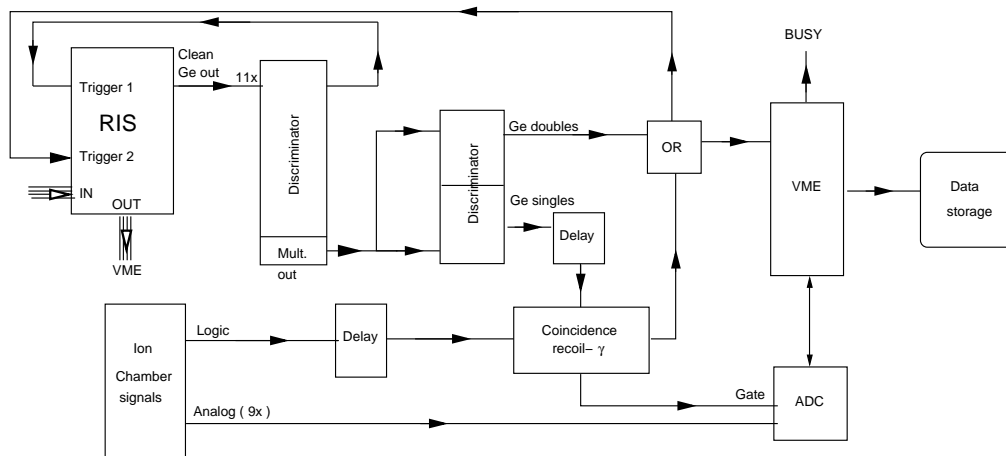 BUSY
Clean
Ge out
11x
Trigger 1
RIS
Trigger 2
IN
OUT
VME
Discriminator
Mult.
out
Discriminator
Ge doubles
Ge singles
Delay
OR
VME
Data
storage
Ion
Chamber
signals
Logic
Delay
Coincidence
recoil– γ
Analog ( 9x )
Gate
ADC